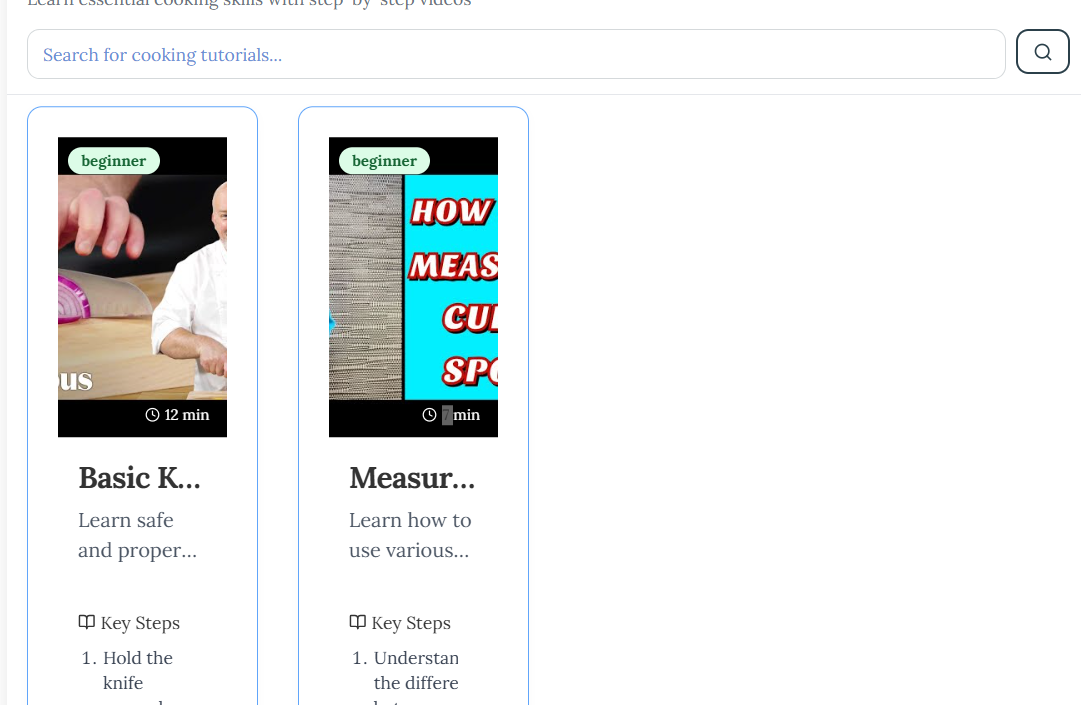 Learn essential cooking skills with step-by-step videos
Search for cooking tutorials...
beginner
12 min
Basic K...
Learn safe
and proper...
Key Steps
1. Hold the
knife
beginner
HOW
MEAS
CU
SPO
min
Measur...
Learn how to
use various...
Key Steps
1. Understan
the differe